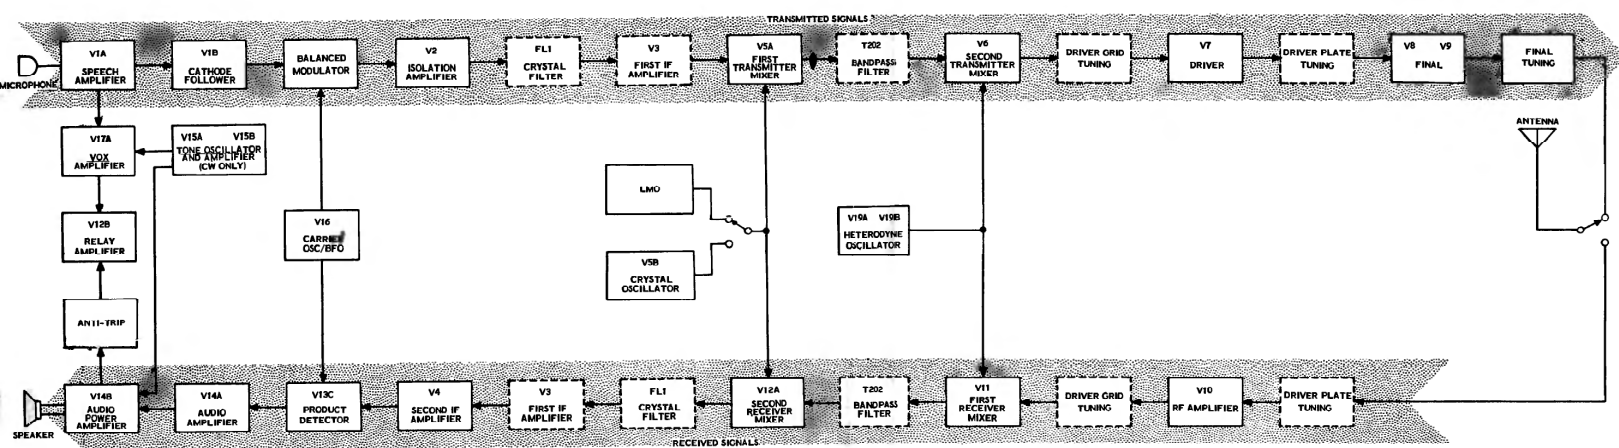 TRANSMITTED SIGNALS
MICROPHONE
V1A
SPEECH
AMPLIFIER
V1B
CATHODE
FOLLOWER
BALANCED
MODULATOR
V2
ISOLATION
AMPLIFIER
FL1
CRYSTAL
FILTER
V3
FIRST IF
AMPLIFIER
V5A
FIRST
TRANSMITTER
MIXER
T202
BANDPASS
FILTER
V6
SECOND
TRANSMITTER
MIXER
DRIVER GRID
TUNING
V7
DRIVER
DRIVER PLATE
TUNING
V8 V9
FINAL
FINAL
TUNING
ANTENNA
V17A
VOX
AMPLIFIER
V15A V15B
TONE OSCILLATOR
AND AMPLIFIER
(CW ONLY)
V12B
RELAY
AMPLIFIER
V16
CARRIER
OSC/BFO
LMO
V5B
CRYSTAL
OSCILLATOR
V19A V19B
HETERODYNE
OSCILLATOR
ANTI-TRIP
SPEAKER
V14B
AUDIO
POWER
AMPLIFIER
V14A
AUDIO
AMPLIFIER
V13C
PRODUCT
DETECTOR
V4
SECOND IF
AMPLIFIER
V3
FIRST IF
AMPLIFIER
FL1
CRYSTAL
FILTER
V12A
SECOND
RECEIVER
MIXER
T202
BANDPASS
FILTER
V11
FIRST
RECEIVER
MIXER
DRIVER GRID
TUNING
V10
RF AMPLIFIER
DRIVER PLATE
TUNING
RECEIVED SIGNALS